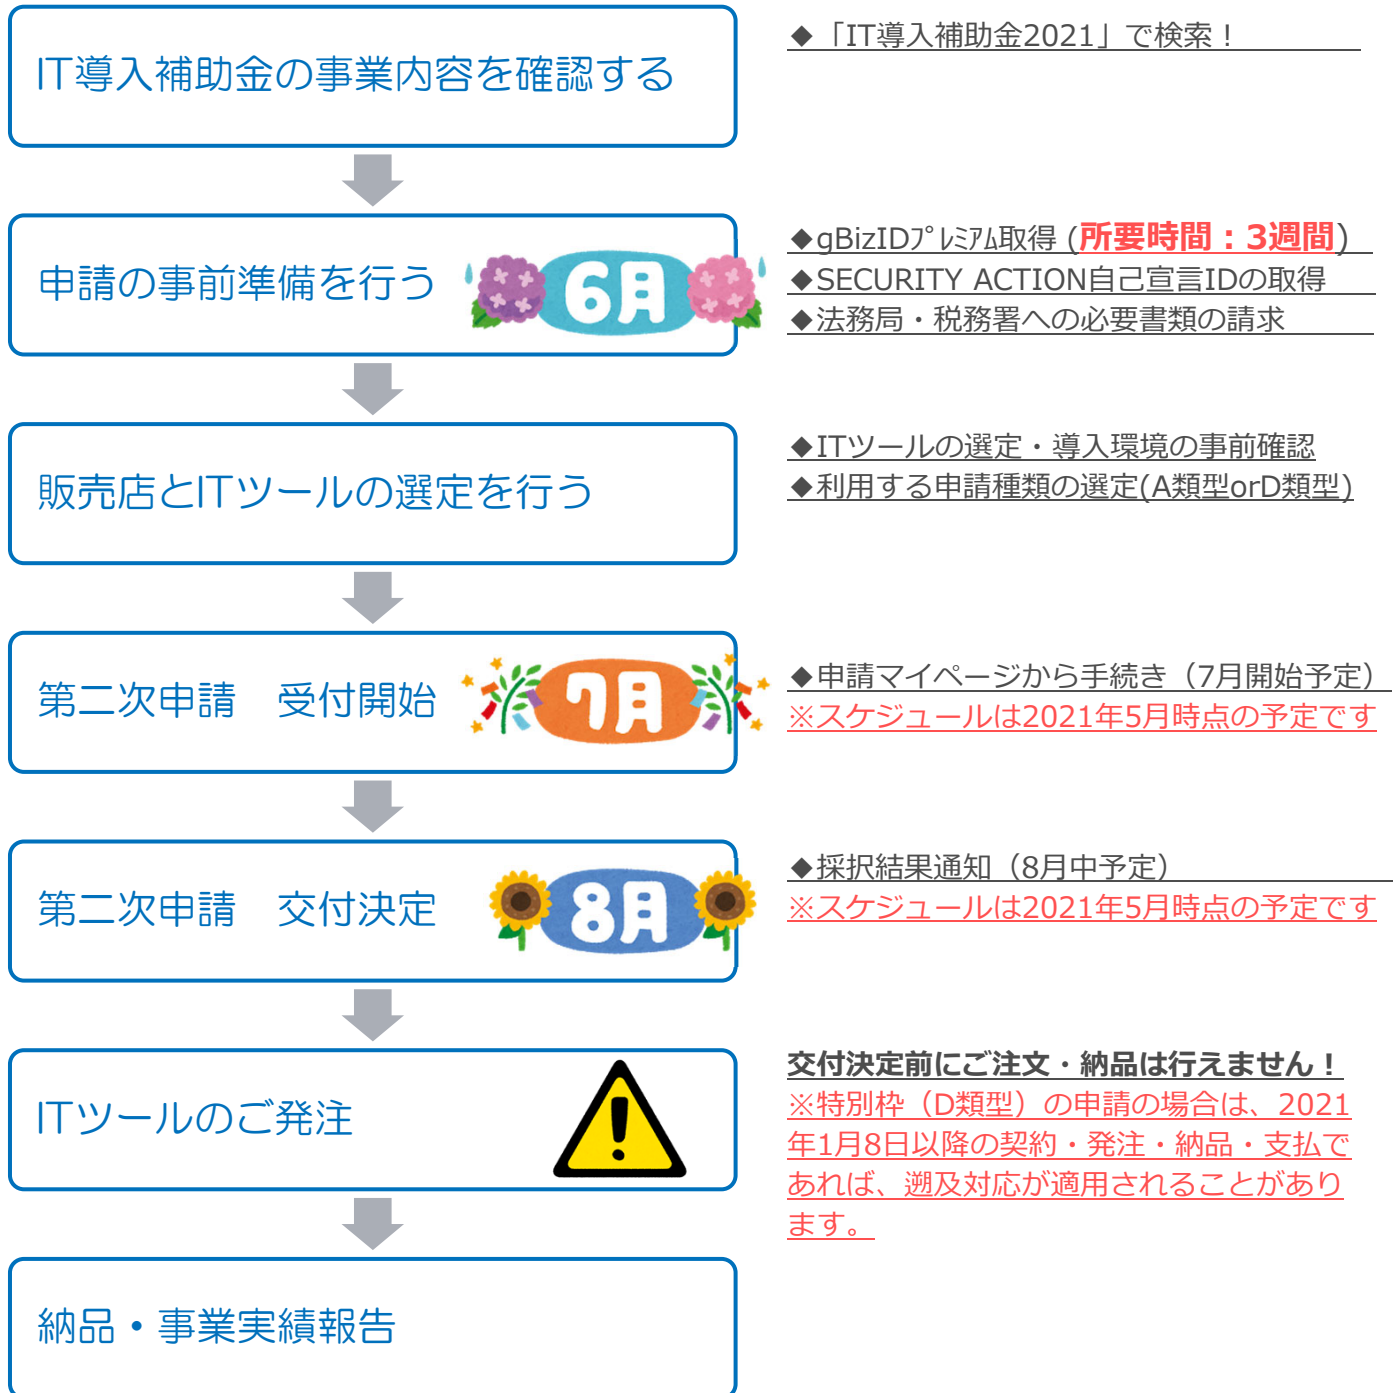 IT導入補助金の事業内容を確認する
◆「IT導入補助金2021」で検索！
申請の事前準備を行う
6月
◆gBizIDﾌﾟﾚﾐｱﾑ取得 (所要時間：3週間)
◆SECURITY ACTION自己宣言IDの取得
◆法務局・税務署への必要書類の請求
販売店とITツールの選定を行う
◆ITツールの選定・導入環境の事前確認
◆利用する申請種類の選定(A類型orD類型)
第二次申請　受付開始
7月
◆申請マイページから手続き（7月開始予定）
※スケジュールは2021年5月時点の予定です
第二次申請　交付決定
8月
◆採択結果通知（8月中予定）
※スケジュールは2021年5月時点の予定です
ITツールのご発注
交付決定前にご注文・納品は行えません！
※特別枠（D類型）の申請の場合は、2021
年1月8日以降の契約・発注・納品・支払で
あれば、遡及対応が適用されることがあり
ます。
納品・事業実績報告